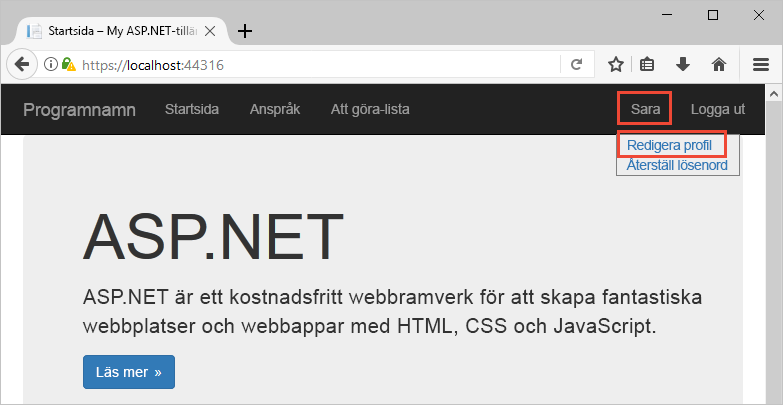 Startsida – My ASP.NET-tillä
https://localhost:44316
Programnamn Startsida Anspråk Att göra-lista Sara Logga ut
Redigera profil
Återställ lösenord
ASP.NET
ASP.NET är ett kostnadsfritt webbramverk för att skapa fantastiska
webbplatser och webbappar med HTML, CSS och JavaScript.
Läs mer »